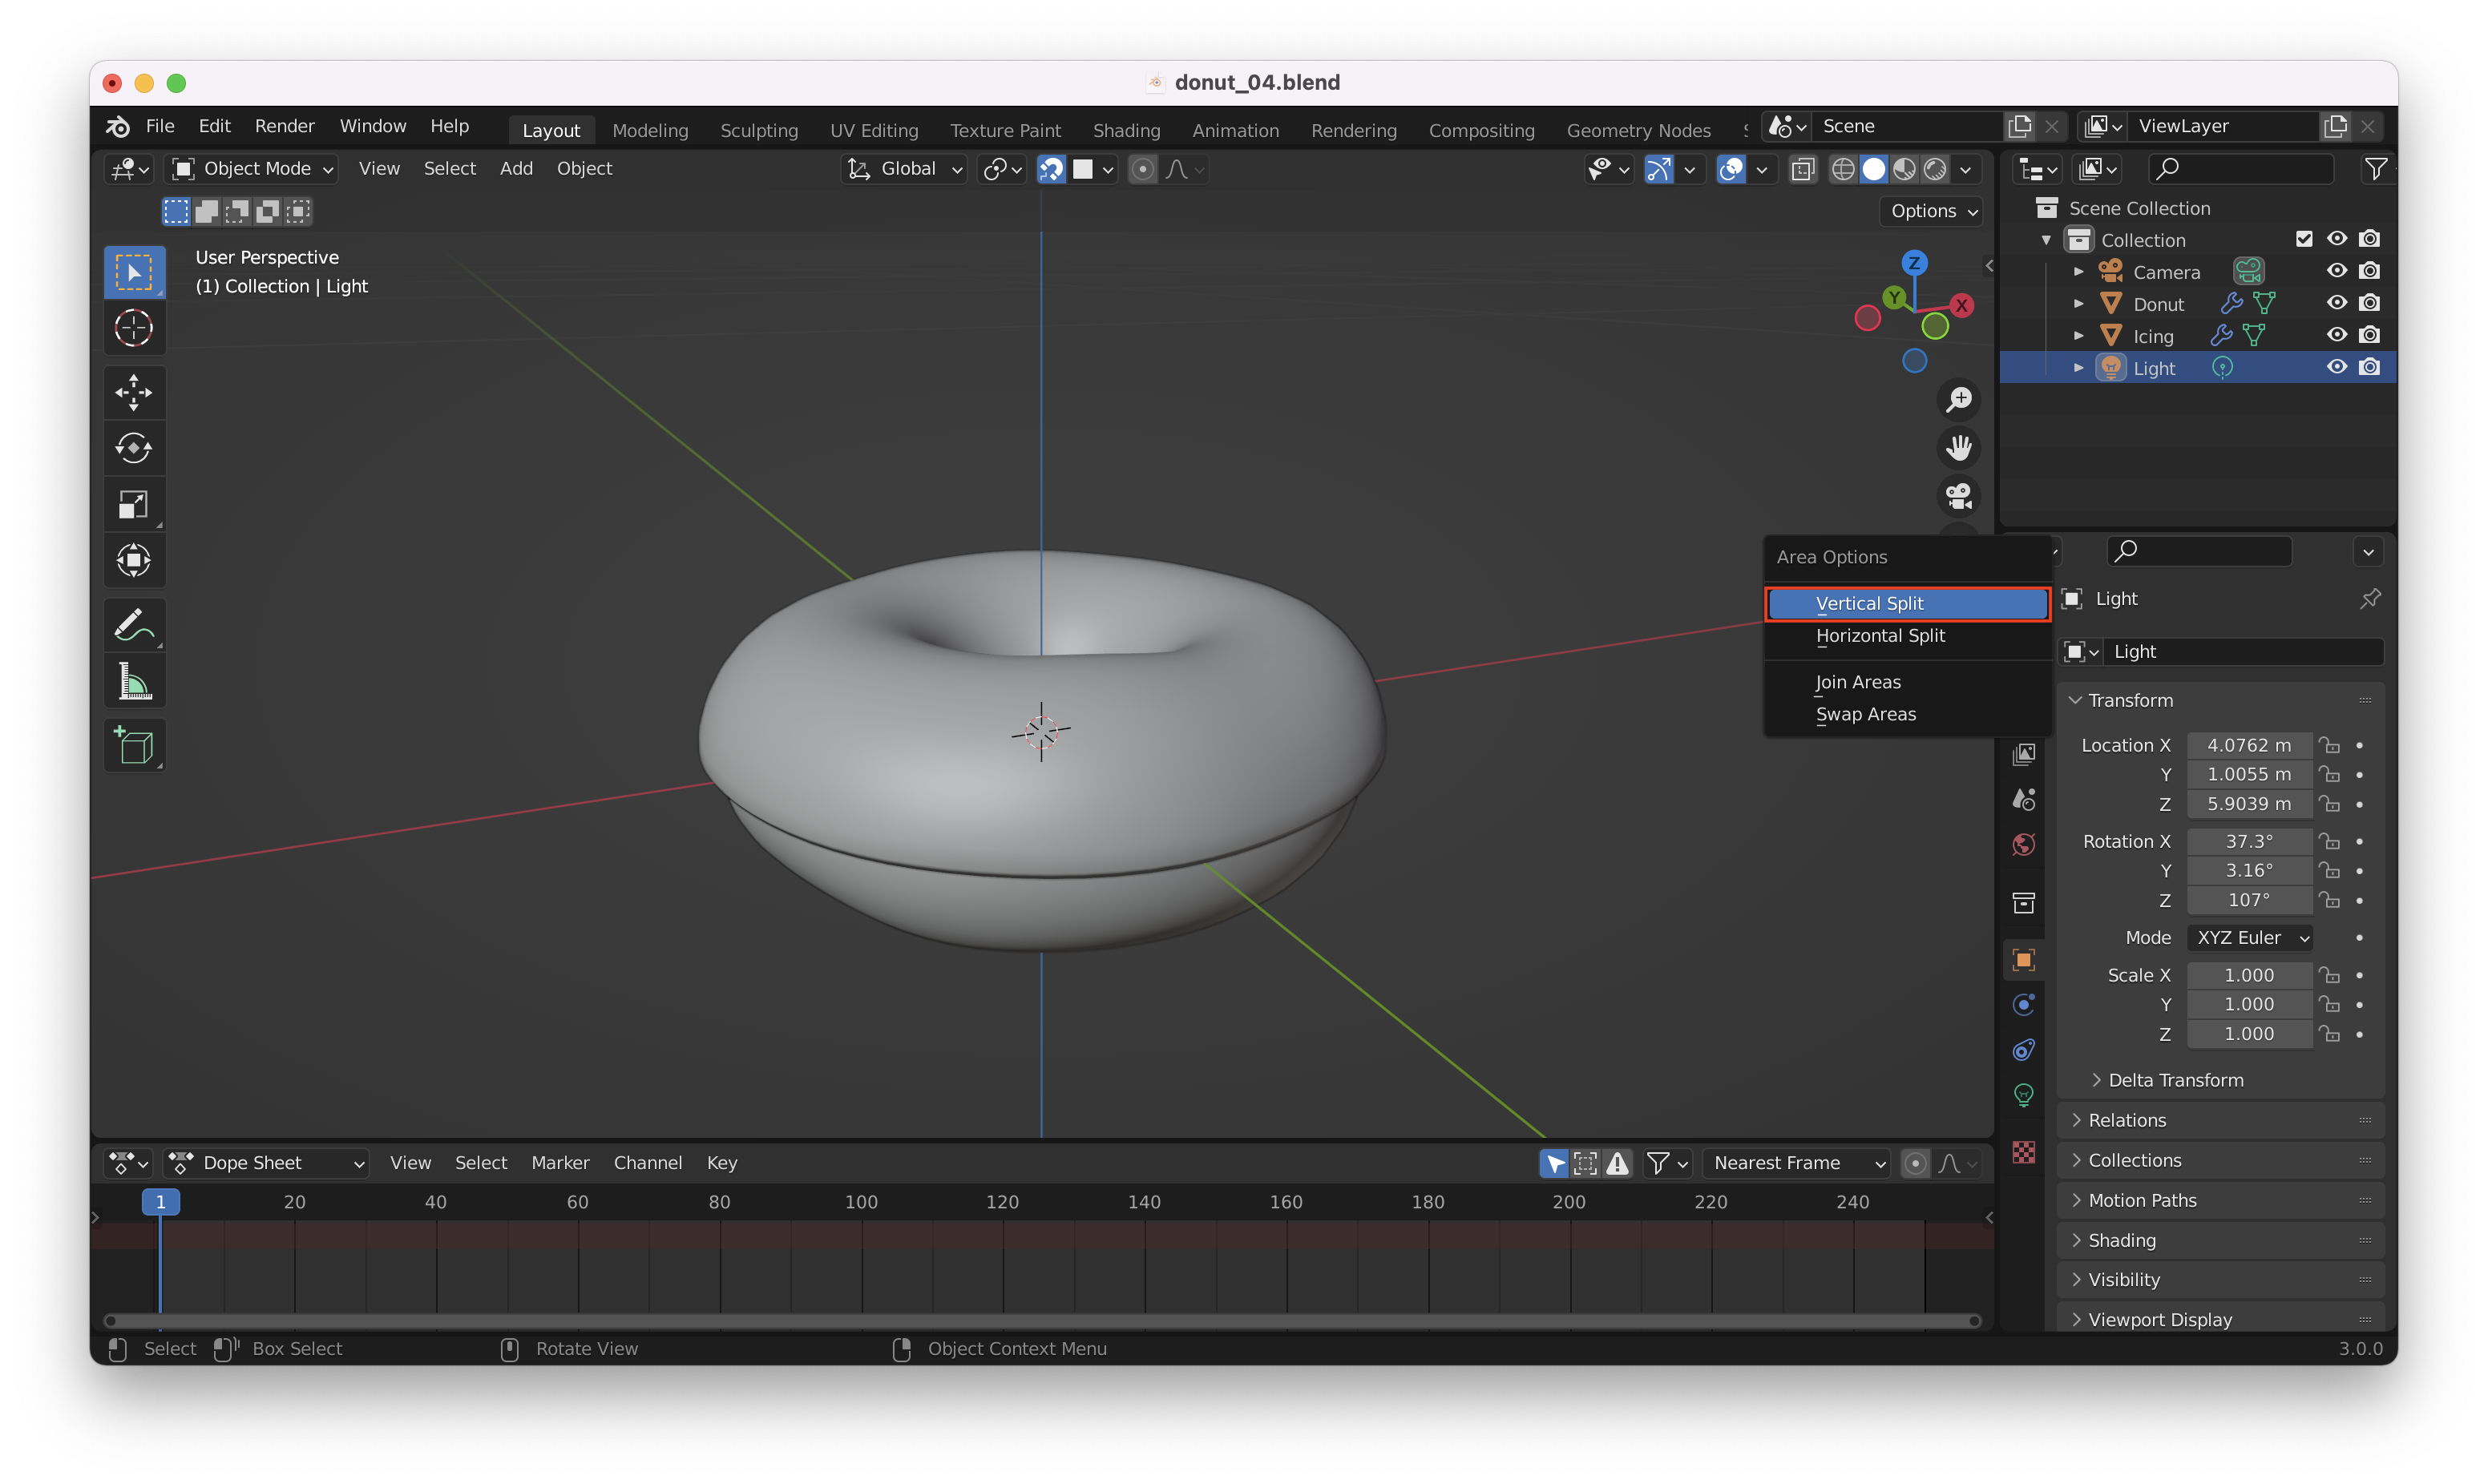 donut_04.blend
File Edit Render Window Help Layout Modeling Sculpting UV Editing Texture Paint Shading Animation Rendering Compositing Geometry Nodes Scene ViewLayer
Object Mode View Select Add Object Global
Options
User Perspective
(1) Collection | Light
Z
Y
X
Scene Collection
Collection
Camera
Donut
Icing
Light
Area Options
Vertical Split
Horizontal Split
Join Areas
Swap Areas
Light
Light
Transform
Location X 4.0762 m
Y 1.0055 m
Z 5.9039 m
Rotation X 37.3°
Y 3.16°
Z 107°
Mode XYZ Euler
Scale X 1.000
Y 1.000
Z 1.000
Delta Transform
Relations
Collections
Motion Paths
Shading
Visibility
Viewport Display
Dope Sheet View Select Marker Channel Key Nearest Frame
1 20 40 60 80 100 120 140 160 180 200 220 240
Select Box Select Rotate View Object Context Menu 3.0.0